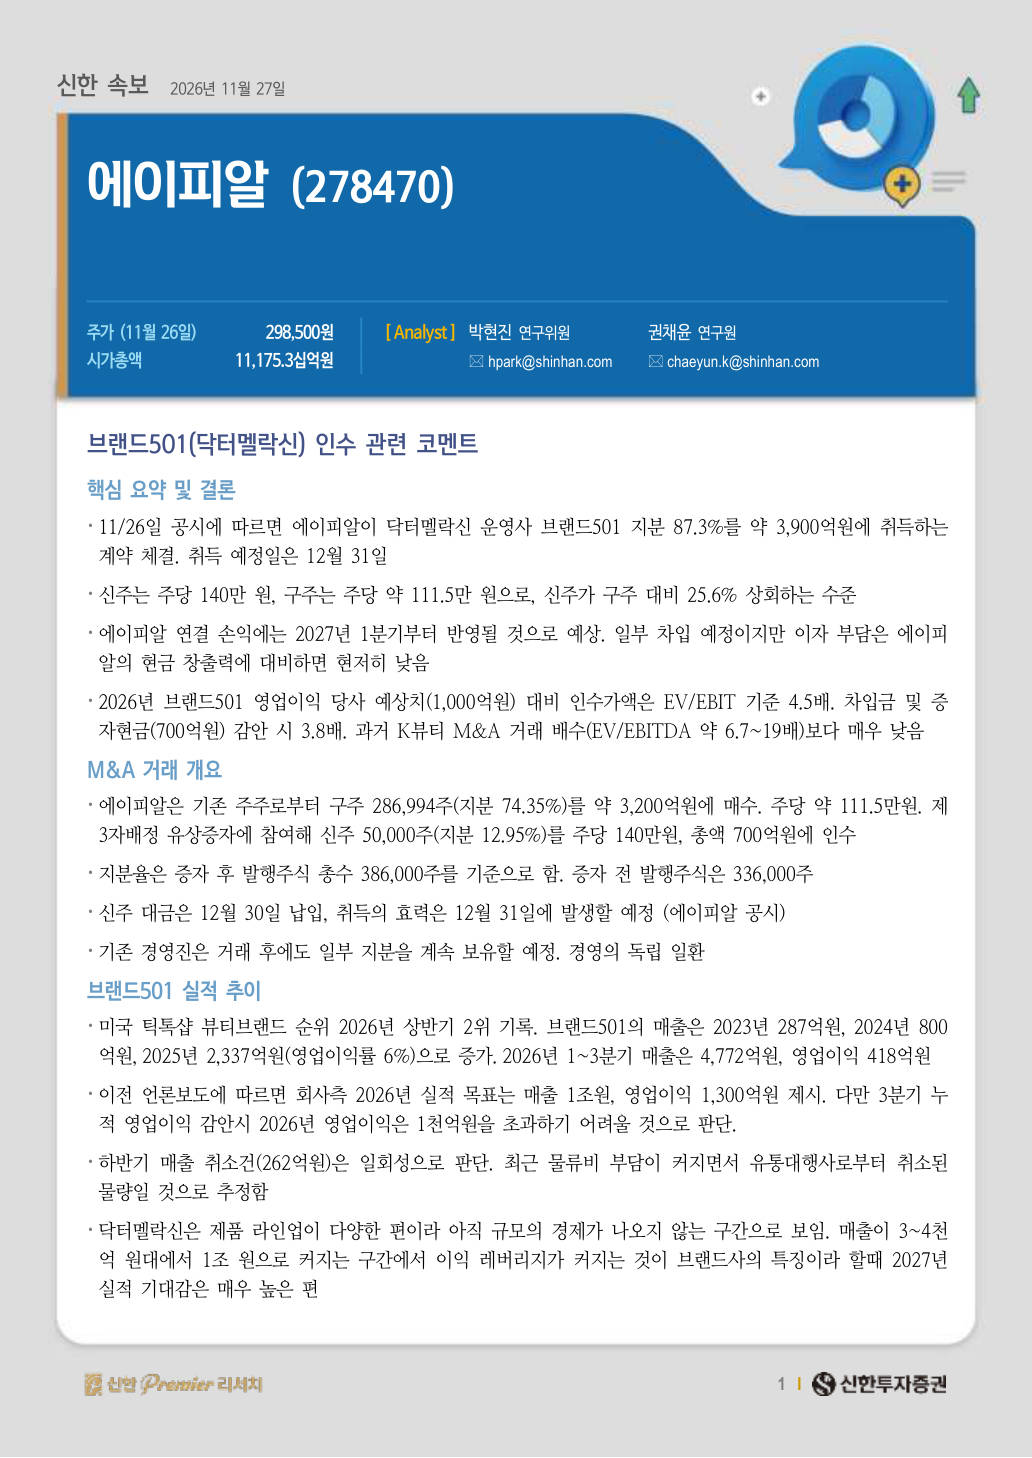 신한 속보 2026년 11월 27일
에이피알 (278470)
주가 (11월 26일) 298,500원
시가총액 11,175.3십억원
[ Analyst ] 박현진 연구위원
hpark@shinhan.com
권채윤 연구원
chaeyun.k@shinhan.com
브랜드501(닥터멜락신) 인수 관련 코멘트
핵심 요약 및 결론
· 11/26일 공시에 따르면 에이피알이 닥터멜락신 운영사 브랜드501 지분 87.3%를 약 3,900억원에 취득하는
계약 체결. 취득 예정일은 12월 31일
· 신주는 주당 140만 원, 구주는 주당 약 111.5만 원으로, 신주가 구주 대비 25.6% 상회하는 수준
· 에이피알 연결 손익에는 2027년 1분기부터 반영될 것으로 예상. 일부 차입 예정이지만 이자 부담은 에이피
알의 현금 창출력에 대비하면 현저히 낮음
· 2026년 브랜드501 영업이익 당사 예상치(1,000억원) 대비 인수가액은 EV/EBIT 기준 4.5배. 차입금 및 증
자현금(700억원) 감안 시 3.8배. 과거 K뷰티 M&A 거래 배수(EV/EBITDA 약 6.7~19배)보다 매우 낮음
M&A 거래 개요
· 에이피알은 기존 주주로부터 구주 286,994주(지분 74.35%)를 약 3,200억원에 매수. 주당 약 111.5만원. 제
3자배정 유상증자에 참여해 신주 50,000주(지분 12.95%)를 주당 140만원, 총액 700억원에 인수
· 지분율은 증자 후 발행주식 총수 386,000주를 기준으로 함. 증자 전 발행주식은 336,000주
· 신주 대금은 12월 30일 납입, 취득의 효력은 12월 31일에 발생할 예정 (에이피알 공시)
· 기존 경영진은 거래 후에도 일부 지분을 계속 보유할 예정. 경영의 독립 일환
브랜드501 실적 추이
· 미국 틱톡샵 뷰티브랜드 순위 2026년 상반기 2위 기록. 브랜드501의 매출은 2023년 287억원, 2024년 800
억원, 2025년 2,337억원(영업이익률 6%)으로 증가. 2026년 1~3분기 매출은 4,772억원, 영업이익 418억원
· 이전 언론보도에 따르면 회사측 2026년 실적 목표는 매출 1조원, 영업이익 1,300억원 제시. 다만 3분기 누
적 영업이익 감안시 2026년 영업이익은 1천억원을 초과하기 어려울 것으로 판단.
· 하반기 매출 취소건(262억원)은 일회성으로 판단. 최근 물류비 부담이 커지면서 유통대행사로부터 취소된
물량일 것으로 추정함
· 닥터멜락신은 제품 라인업이 다양한 편이라 아직 규모의 경제가 나오지 않는 구간으로 보임. 매출이 3~4천
억 원대에서 1조 원으로 커지는 구간에서 이익 레버리지가 커지는 것이 브랜드사의 특징이라 할때 2027년
실적 기대감은 매우 높은 편
신한 Premier 리서치
1 | 신한투자증권